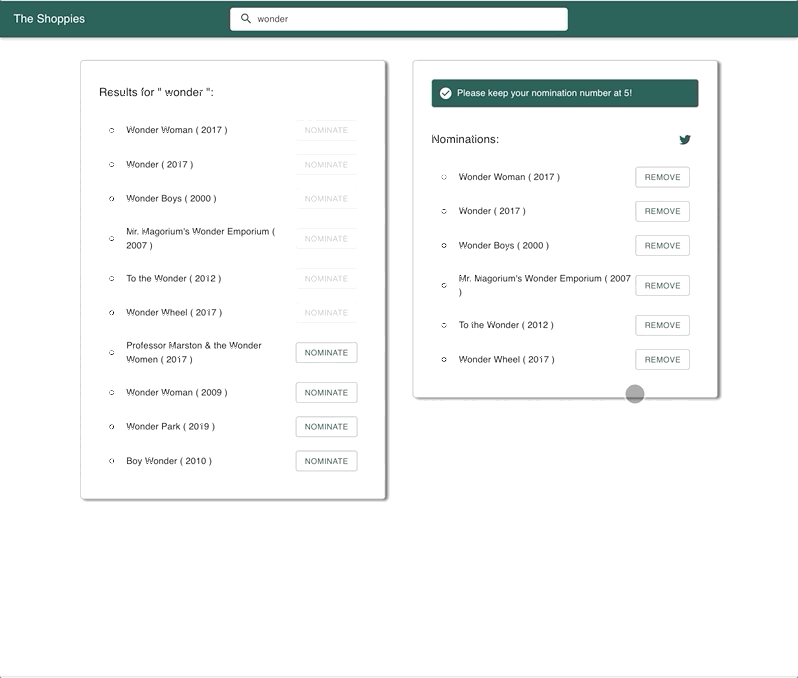 The Shoppies
wonder
Results for " wonder ":
Wonder Woman ( 2017 ) NOMINATE
Wonder ( 2017 ) NOMINATE
Wonder Boys ( 2000 ) NOMINATE
Mr. Magorium's Wonder Emporium (
2007 ) NOMINATE
To the Wonder ( 2012 ) NOMINATE
Wonder Wheel ( 2017 ) NOMINATE
Professor Marston & the Wonder
Women ( 2017 ) NOMINATE
Wonder Woman ( 2009 ) NOMINATE
Wonder Park ( 2019 ) NOMINATE
Boy Wonder ( 2010 ) NOMINATE
Please keep your nomination number at 5!
Nominations:
Wonder Woman ( 2017 ) REMOVE
Wonder ( 2017 ) REMOVE
Wonder Boys ( 2000 ) REMOVE
Mr. Magorium's Wonder Emporium ( 2007
) REMOVE
To the Wonder ( 2012 ) REMOVE
Wonder Wheel ( 2017 ) REMOVE